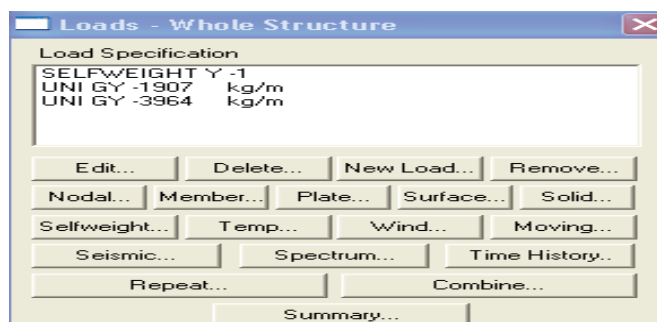 Loads - Whole Structure
Load Specification
SELFWEIGHT Y -1
UNI GY -1907 kg/m
UNI GY -3964 kg/m
Edit... Delete... New Load... Remove...
Nodal... Member... Plate... Surface... Solid...
Selfweight... Temp... Wind... Moving...
Seismic... Spectrum... Time History..
Repeat... Combine...
Summary...